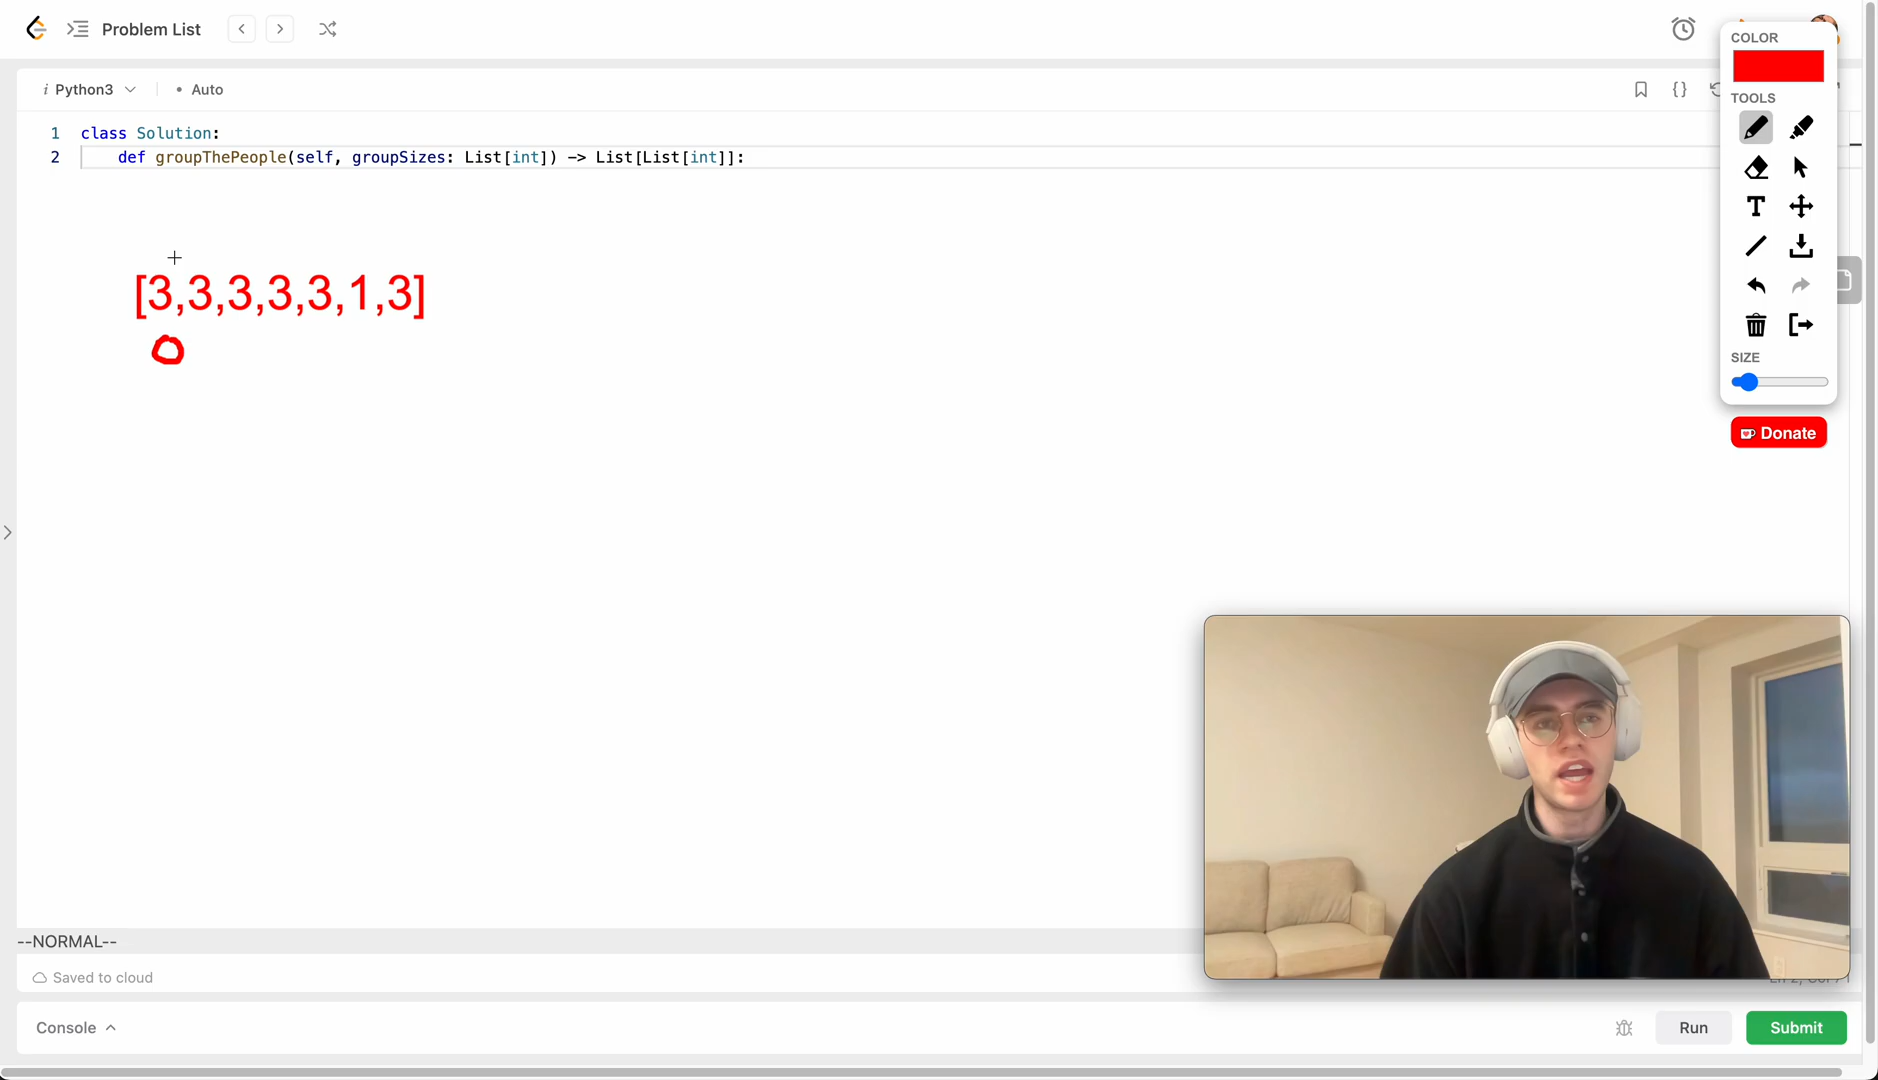 Problem List
COLOR
TOOLS
SIZE
Donate
i Python3 • Auto
{}
T
1 class Solution:
2 def groupThePeople(self, groupSizes: List[int]) -> List[List[int]]:
[3,3,3,3,3,1,3]
0
--NORMAL--
Saved to cloud
Console
Run
Submit